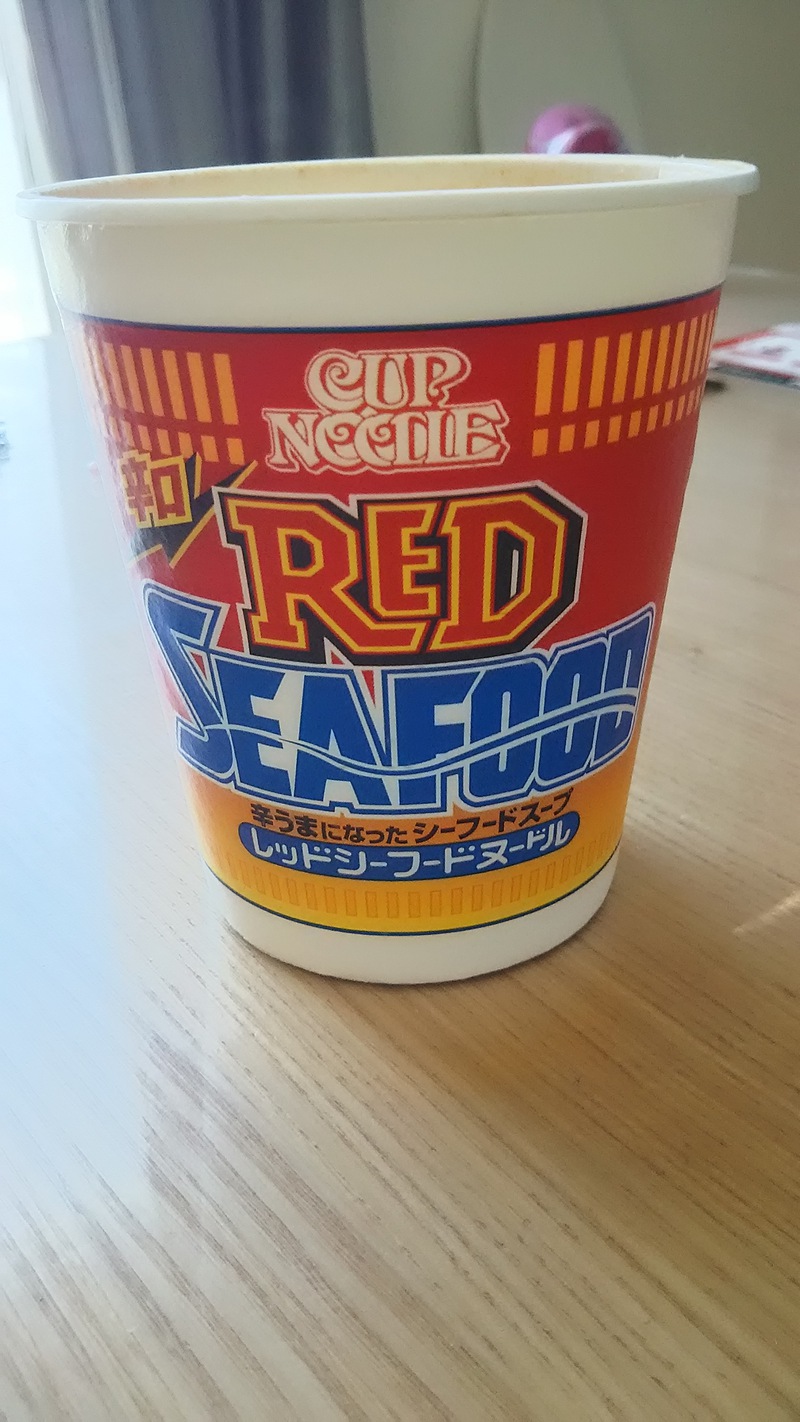 CUP
NOODLE
辛口
RED
SEAFOOD
辛うまになった シーフードスープ
レッドシーフードヌードル